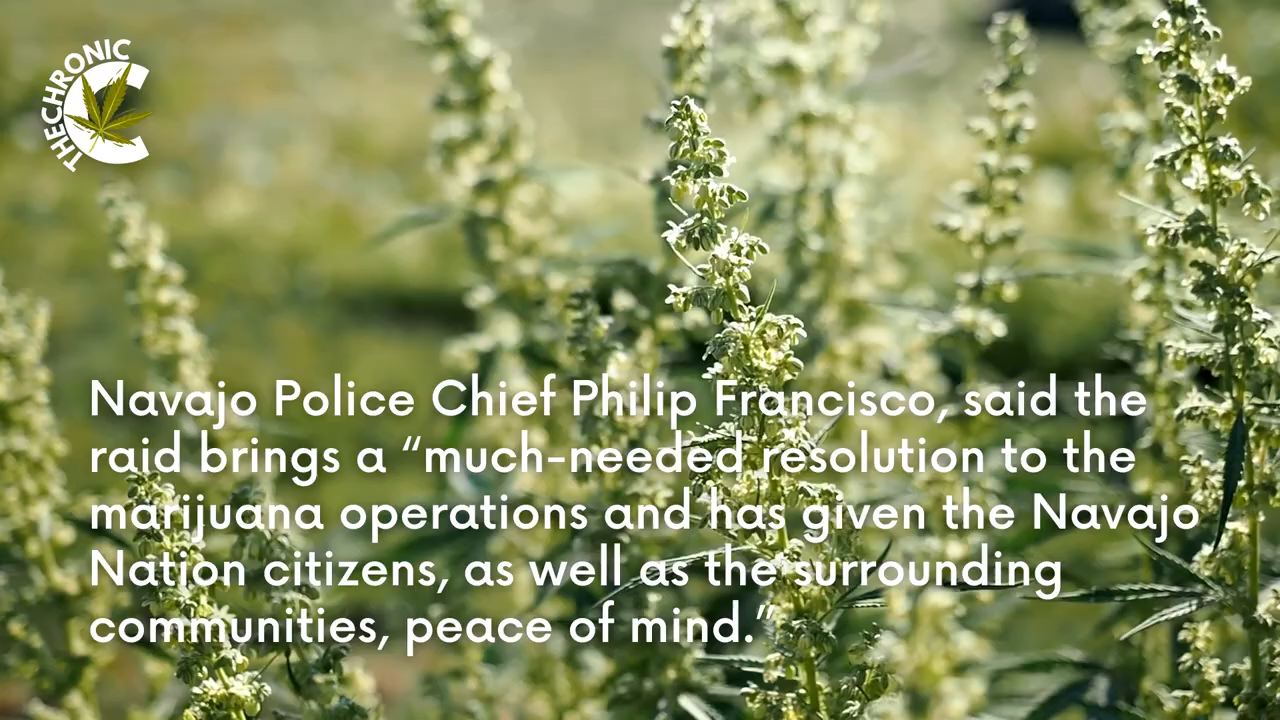 THECHRONIC
Navajo Police Chief Philip Francisco, said the
raid brings a “much-needed resolution to the
marijuana operations and has given the Navajo
Nation citizens, as well as the surrounding
communities, peace of mind.”